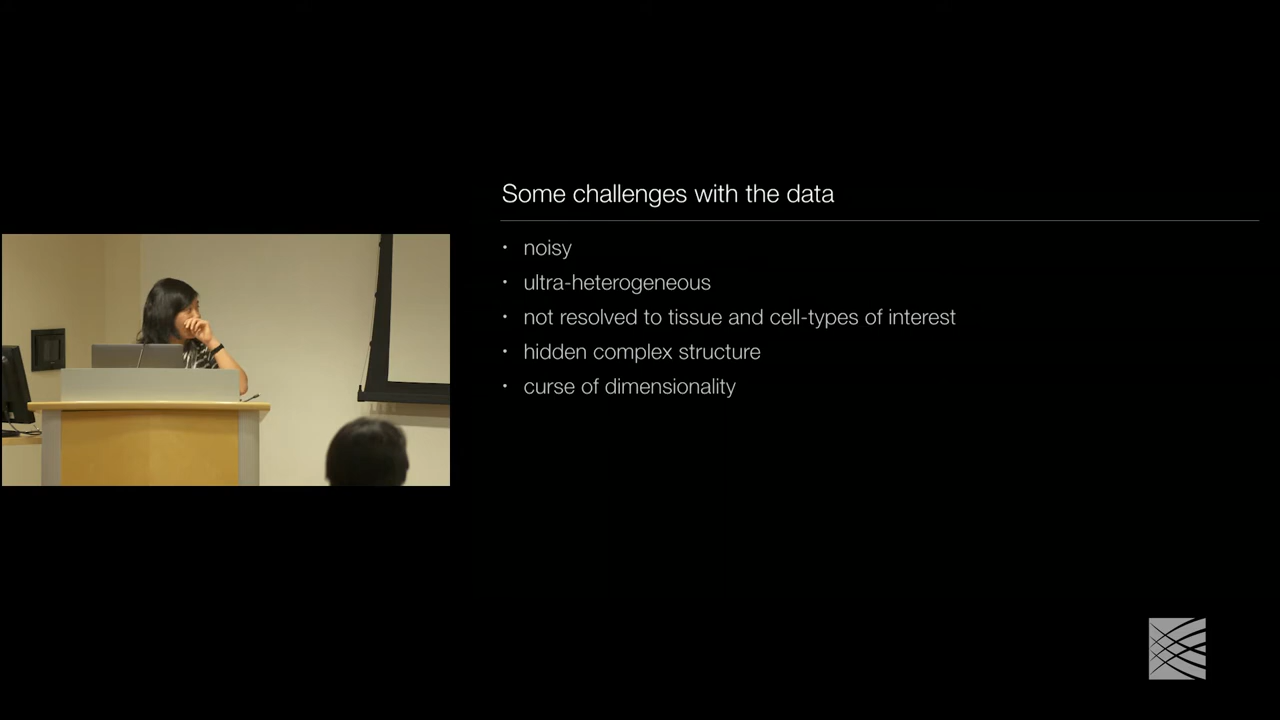 Some challenges with the data
• noisy
• ultra-heterogeneous
• not resolved to tissue and cell-types of interest
• hidden complex structure
• curse of dimensionality